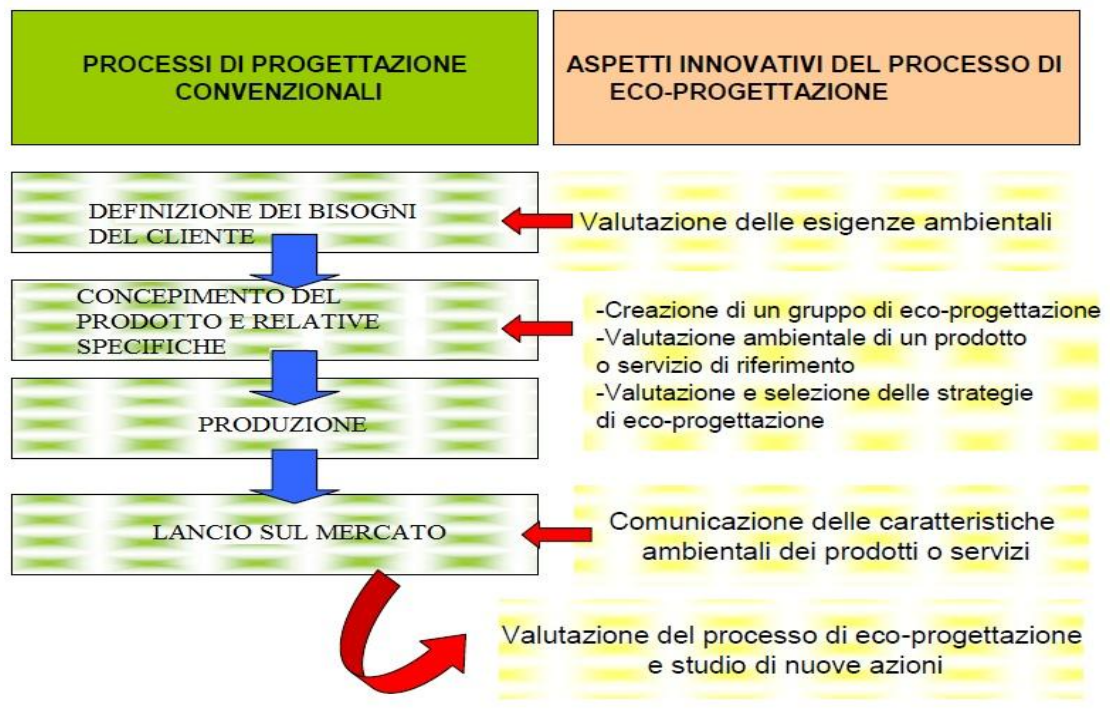 PROCESSI DI PROGETTAZIONE
CONVENZIONALI
ASPETTI INNOVATIVI DEL PROCESSO DI
ECO-PROGETTAZIONE
DEFINIZIONE DEI BISOGNI
DEL CLIENTE
Valutazione delle esigenze ambientali
CONCEPIMENTO DEL
PRODOTTO E RELATIVE
SPECIFICHE
-Creazione di un gruppo di eco-progettazione
-Valutazione ambientale di un prodotto
o servizio di riferimento
-Valutazione e selezione delle strategie
di eco-progettazione
PRODUZIONE
LANCIO SUL MERCATO
Comunicazione delle caratteristiche
ambientali dei prodotti o servizi
Valutazione del processo di eco-progettazione
e studio di nuove azioni